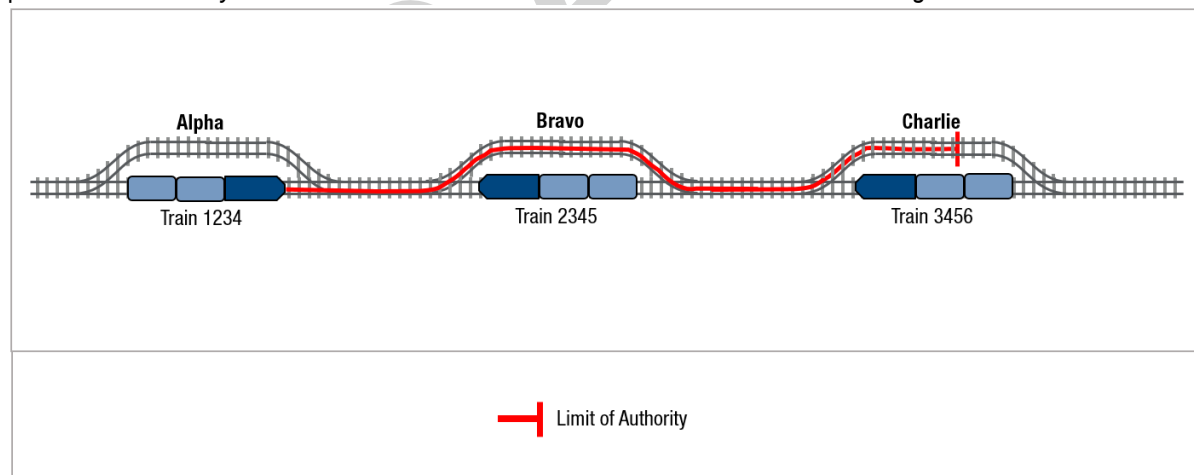 Alpha
Bravo
Charlie
Train 1234
Train 2345
Train 3456
Limit of Authority